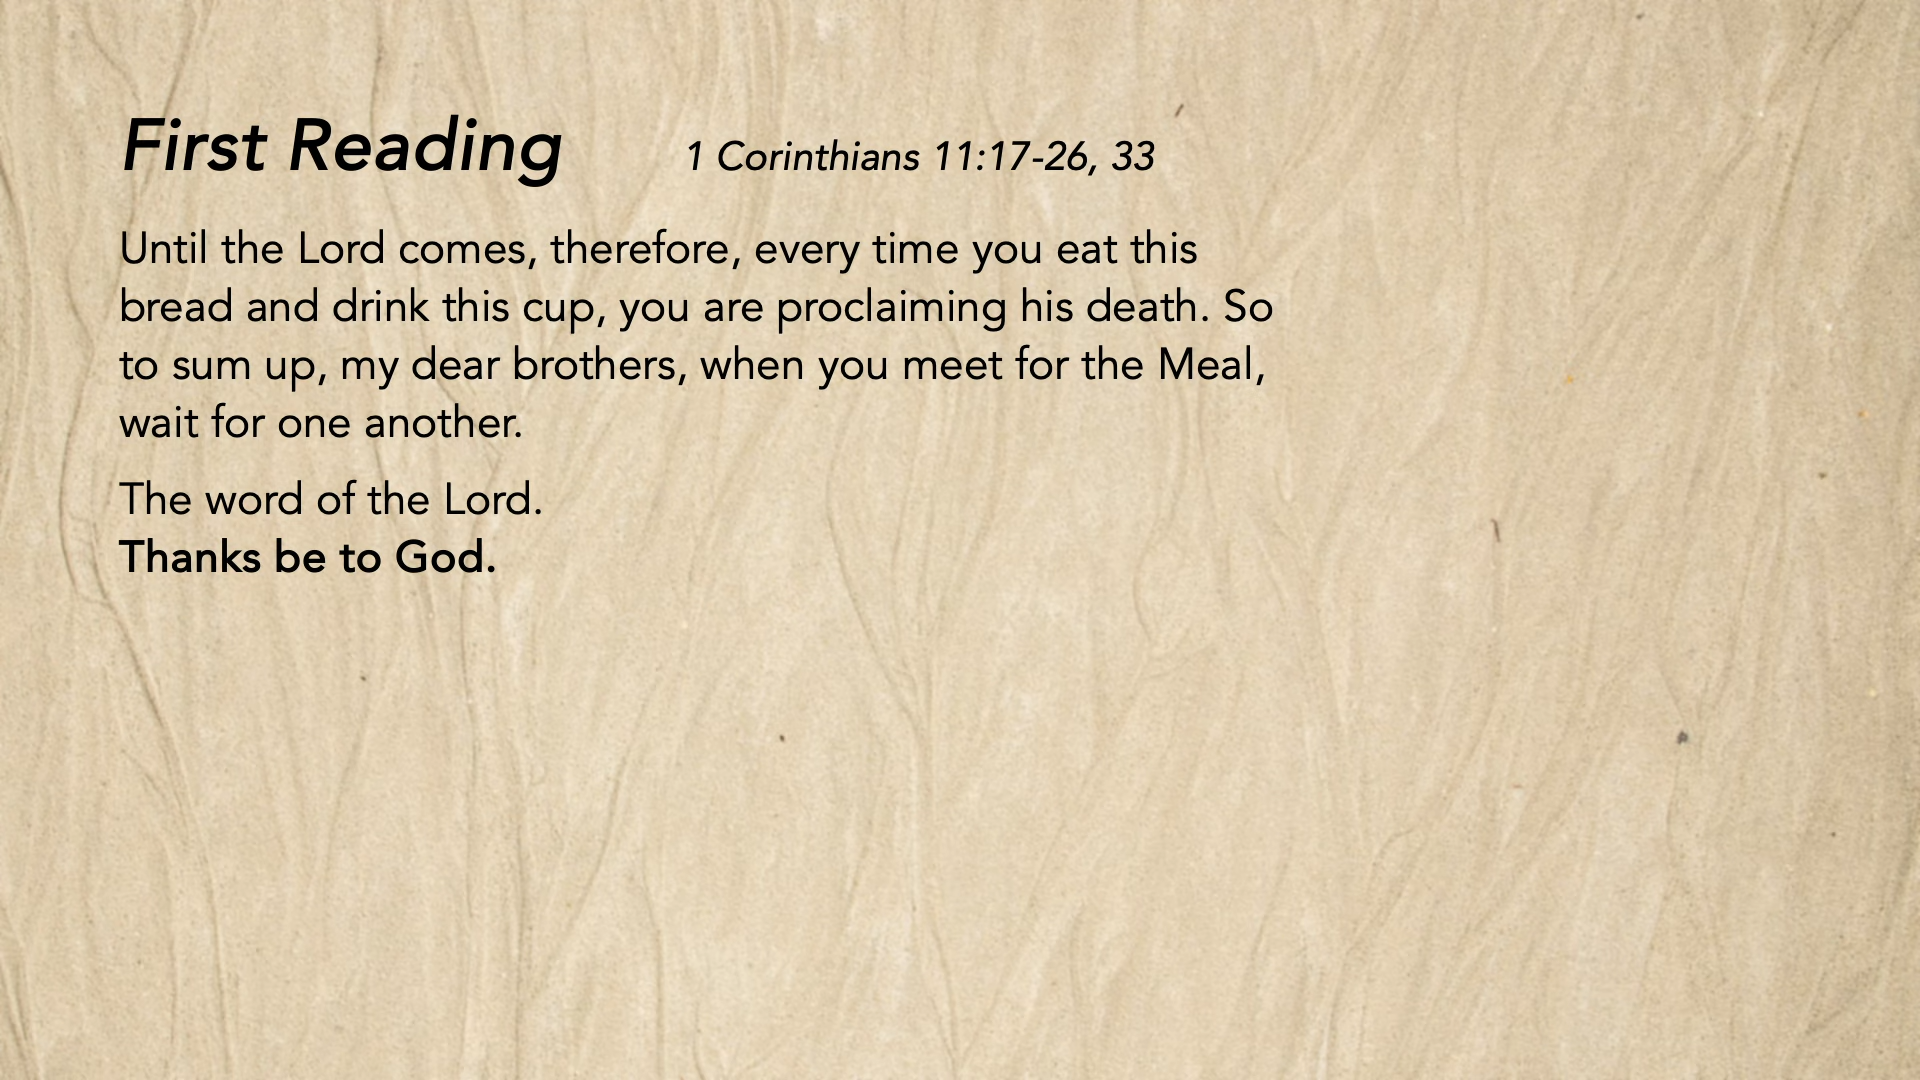 First Reading 1 Corinthians 11:17-26, 33
Until the Lord comes, therefore, every time you eat this
bread and drink this cup, you are proclaiming his death. So
to sum up, my dear brothers, when you meet for the Meal,
wait for one another.
The word of the Lord.
Thanks be to God.